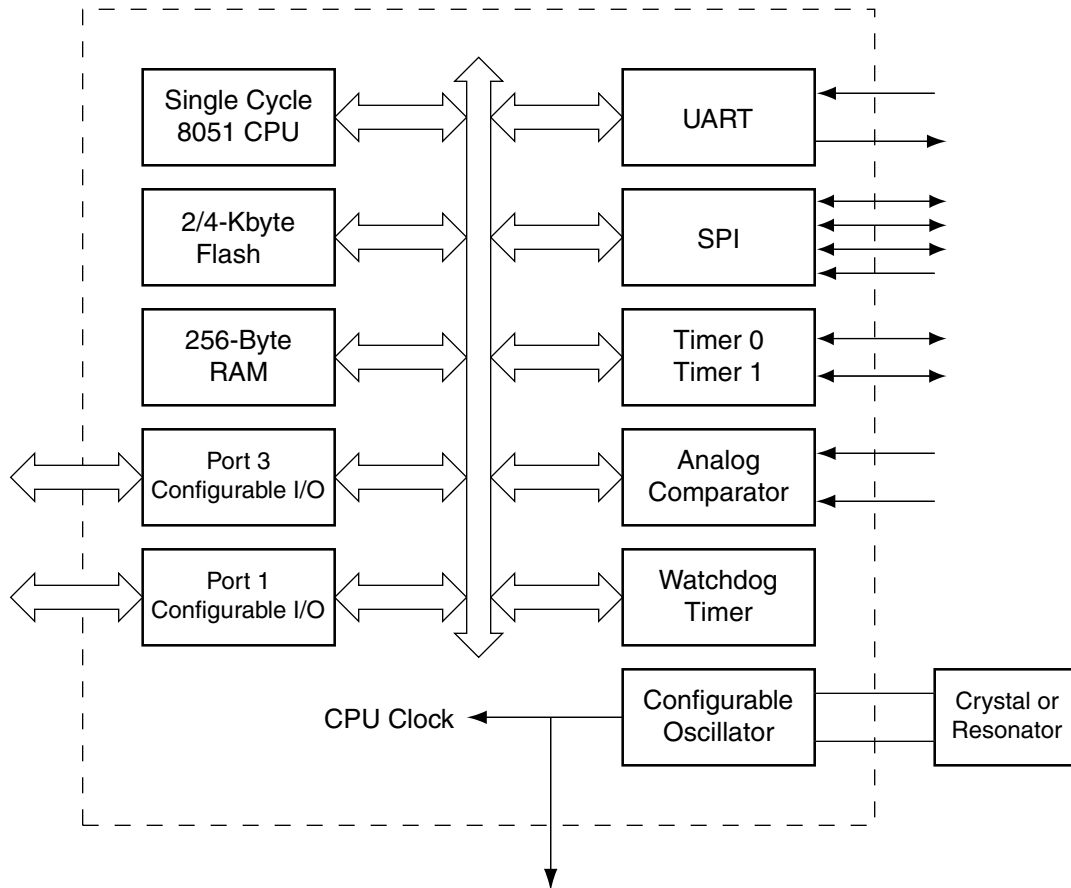 Single Cycle
8051 CPU
UART
2/4-Kbyte
Flash
SPI
256-Byte
RAM
Timer 0
Timer 1
Port 3
Configurable I/O
Analog
Comparator
Port 1
Configurable I/O
Watchdog
Timer
CPU Clock
Configurable
Oscillator
Crystal or
Resonator